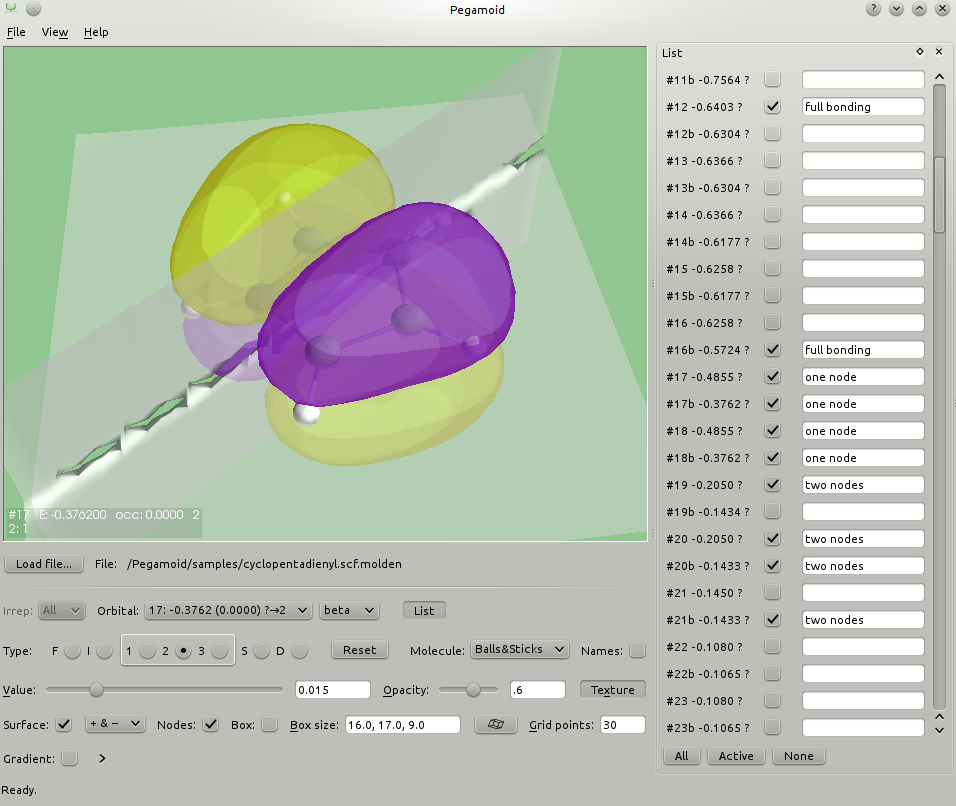 Pegamoid
File View Help
#17 E: -0.376200 occ: 0.0000 2
2: 1
Load file... File: /Pegamoid/samples/cyclopentadienyl.scf.molden
Irrep: All Orbital: 17: -0.3762 (0.0000) ?→2 beta List
Type: F I 1 2 3 S D Reset Molecule: Balls&Sticks Names:
Value: 0.015 Opacity: .6 Texture
Surface: + & − Nodes: Box: Box size: 16.0, 17.0, 9.0 Grid points: 30
Gradient:
Ready.
List
#11b -0.7564 ?
#12 -0.6403 ? full bonding
#12b -0.6304 ?
#13 -0.6366 ?
#13b -0.6304 ?
#14 -0.6366 ?
#14b -0.6177 ?
#15 -0.6258 ?
#15b -0.6177 ?
#16 -0.6258 ?
#16b -0.5724 ? full bonding
#17 -0.4855 ? one node
#17b -0.3762 ? one node
#18 -0.4855 ? one node
#18b -0.3762 ? one node
#19 -0.2050 ? two nodes
#19b -0.1434 ?
#20 -0.2050 ? two nodes
#20b -0.1433 ? two nodes
#21 -0.1450 ?
#21b -0.1433 ? two nodes
#22 -0.1080 ?
#22b -0.1065 ?
#23 -0.1080 ?
#23b -0.1065 ?
All Active None